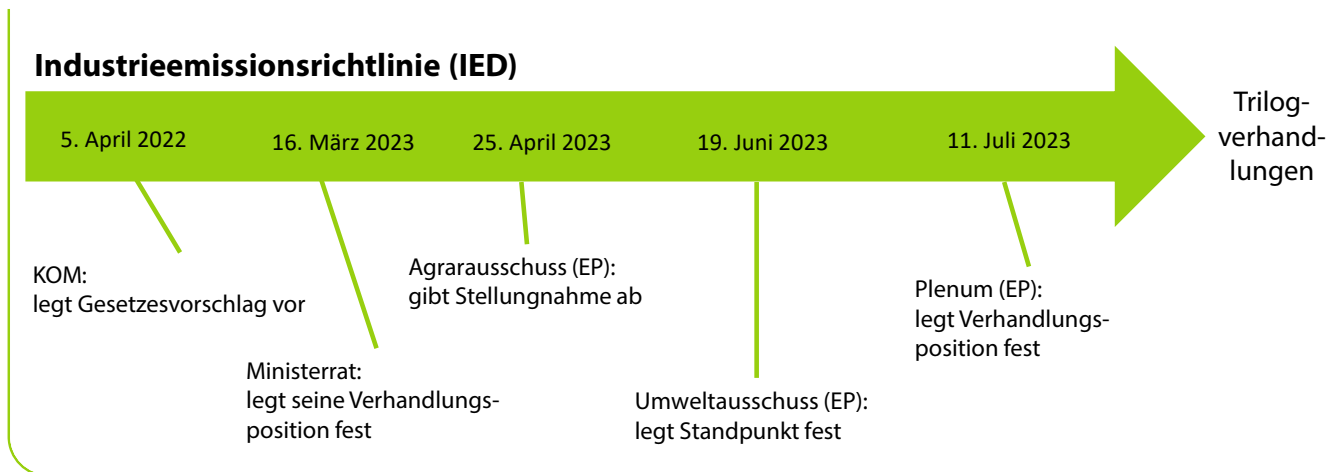 Industrieemissionsrichtlinie (IED)
5. April 2022
16. März 2023
25. April 2023
19. Juni 2023
11. Juli 2023
Trilog-
verhand-
lungen
KOM:
legt Gesetzesvorschlag vor
Ministerrat:
legt seine Verhandlungs-
position fest
Agrarausschuss (EP):
gibt Stellungnahme ab
Umweltausschuss (EP):
legt Standpunkt fest
Plenum (EP):
legt Verhandlungs-
position fest